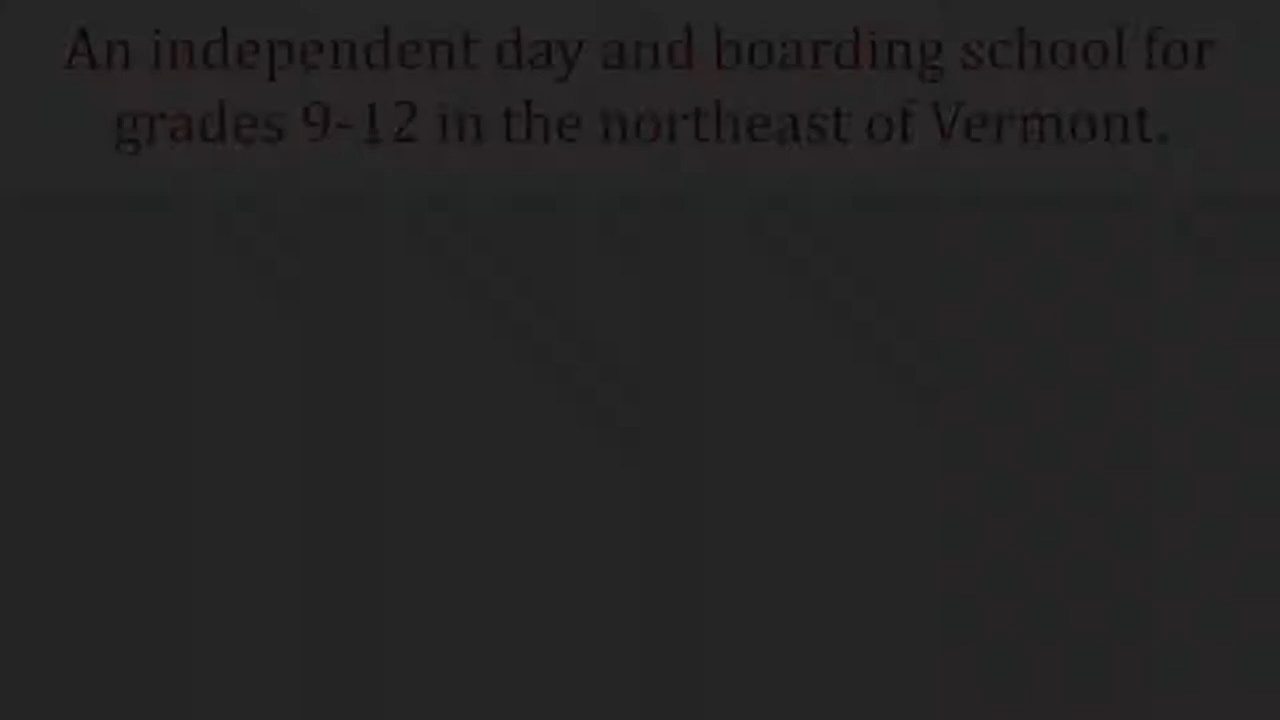 An independent day and boarding school for
grades 9-12 in the northeast of Vermont.